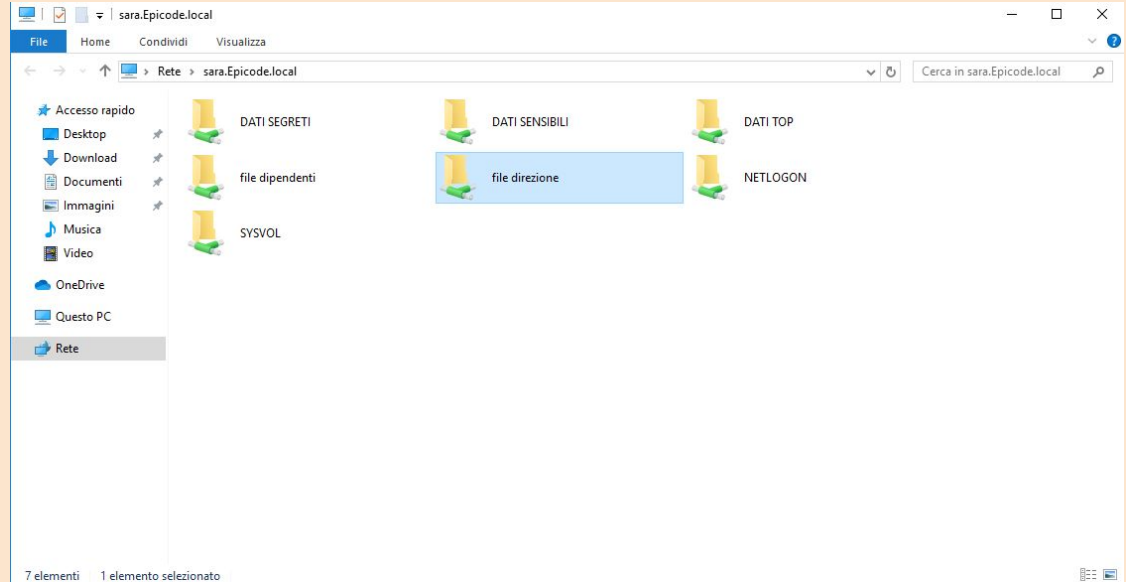 sara.Epicode.local
File Home Condividi Visualizza
Rete > sara.Epicode.local
Cerca in sara.Epicode.local
Accesso rapido
Desktop
Download
Documenti
Immagini
Musica
Video
OneDrive
Questo PC
Rete
DATI SEGRETI DATI SENSIBILI DATI TOP
file dipendenti file direzione NETLOGON
SYSVOL
7 elementi 1 elemento selezionato